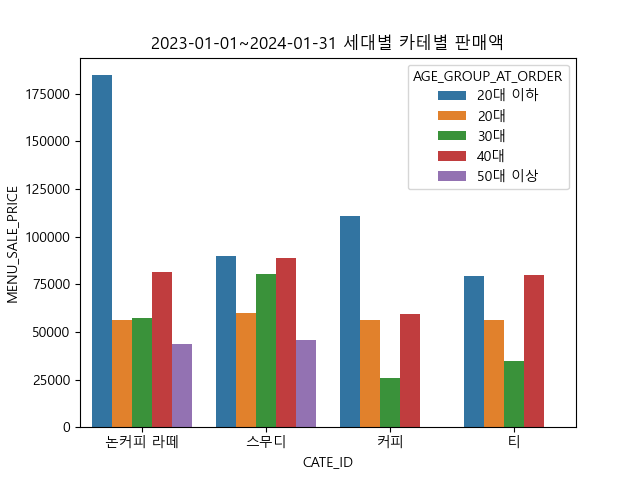 2023-01-01~2024-01-31 세대별 카테별 판매액
AGE_GROUP_AT_ORDER
20대 이하
20대
30대
40대
50대 이상
MENU_SALE_PRICE
175000
150000
125000
100000
75000
50000
25000
0
논커피 라떼
스무디
커피
티
CATE_ID